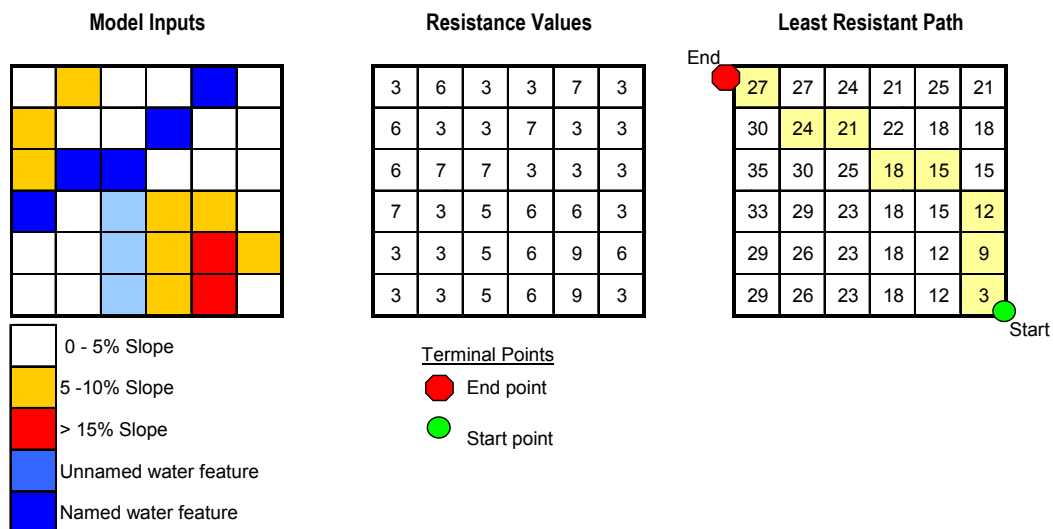 Model Inputs
Resistance Values
Least Resistant Path
End
3 6 3 3 7 3
6 3 3 7 3 3
6 7 7 3 3 3
7 3 5 6 6 3
3 3 5 6 9 6
3 3 5 6 9 3
27 27 24 21 25 21
30 24 21 22 18 18
35 30 25 18 15 15
33 29 23 18 15 12
29 26 23 18 12 9
29 26 23 18 12 3
Start
0 - 5% Slope
5 -10% Slope
> 15% Slope
Unnamed water feature
Named water feature
Terminal Points
End point
Start point